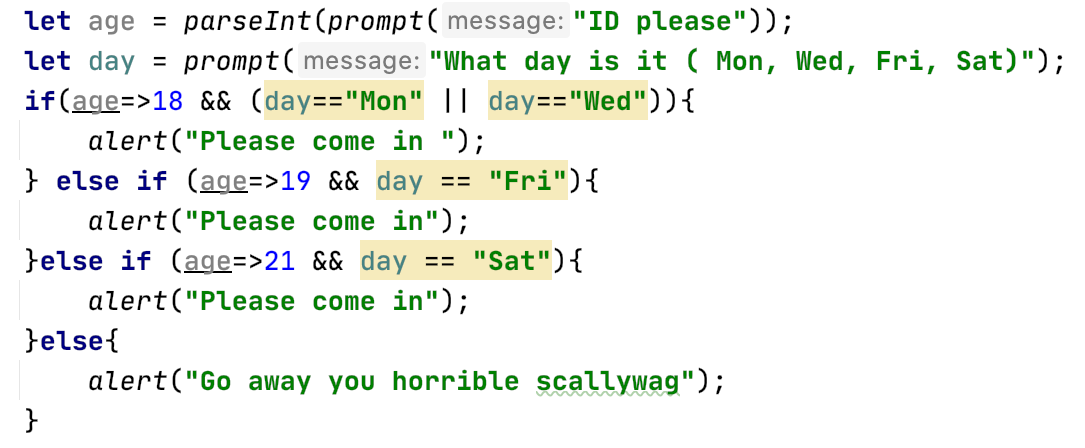 let age = parseInt(prompt( message: "ID please"));
let day = prompt( message: "What day is it ( Mon, Wed, Fri, Sat)");
if(age=>18 && (day=="Mon" || day=="Wed")){
    alert("Please come in ");
} else if (age=>19 && day == "Fri"){
    alert("Please come in");
}else if (age=>21 && day == "Sat"){
    alert("Please come in");
}else{
    alert("Go away you horrible scallywag");
}